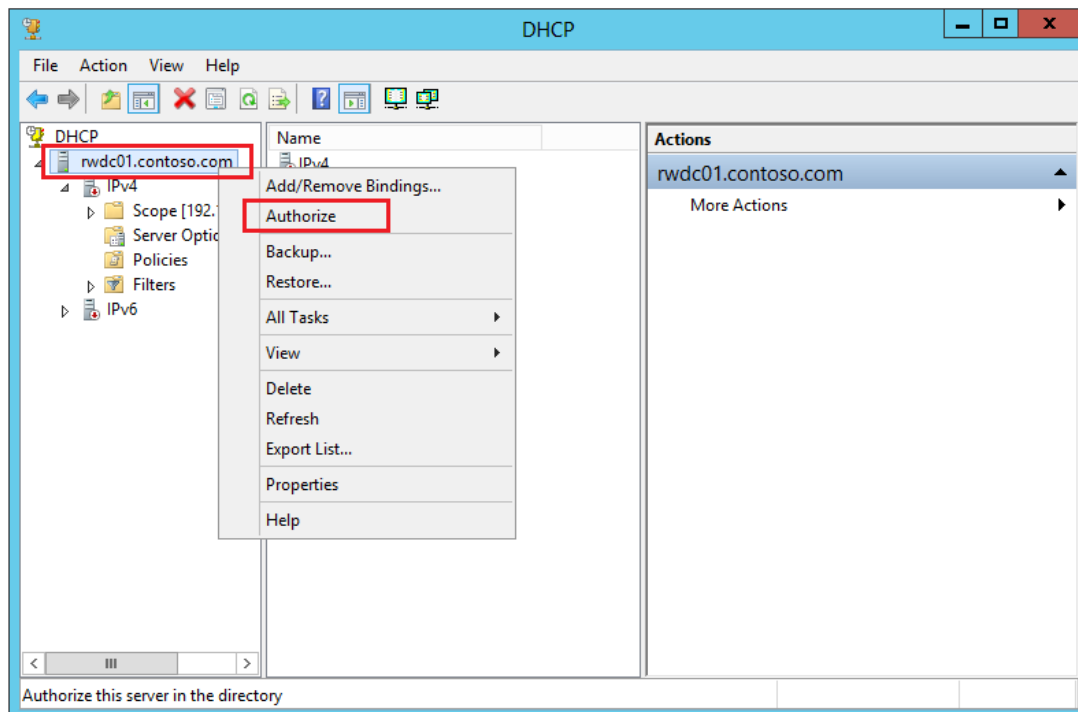 DHCP
File Action View Help
DHCP
rwdc01.contoso.com
IPv4
Scope [192.
Server Optic
Policies
Filters
IPv6
Name
IPv4
Add/Remove Bindings...
Authorize
Backup...
Restore...
All Tasks
View
Delete
Refresh
Export List...
Properties
Help
Actions
rwdc01.contoso.com
More Actions
Authorize this server in the directory